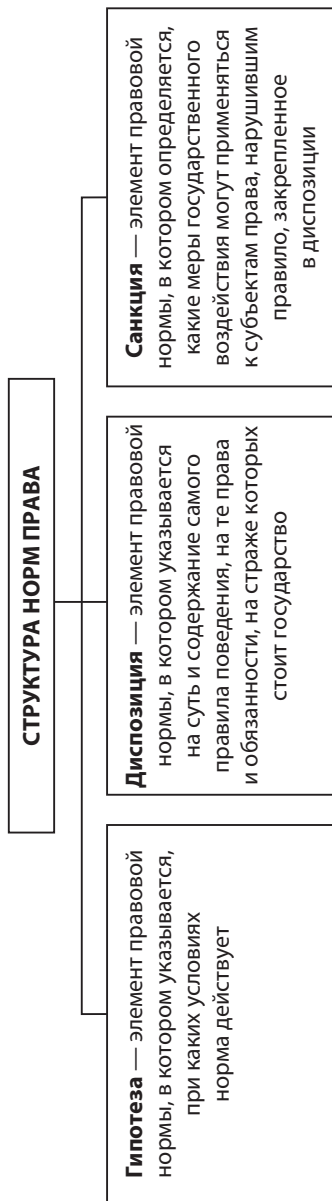 СТРУКТУРА НОРМ ПРАВА
Гипотеза — элемент правовой
нормы, в котором указывается,
при каких условиях
норма действует
Диспозиция — элемент правовой
нормы, в котором указывается
на суть и содержание самого
правила поведения, на те права
и обязанности, на страже которых
стоит государство
Санкция — элемент правовой
нормы, в котором определяется,
какие меры государственного
воздействия могут применяться
к субъектам права, нарушившим
правило, закрепленное
в диспозиции